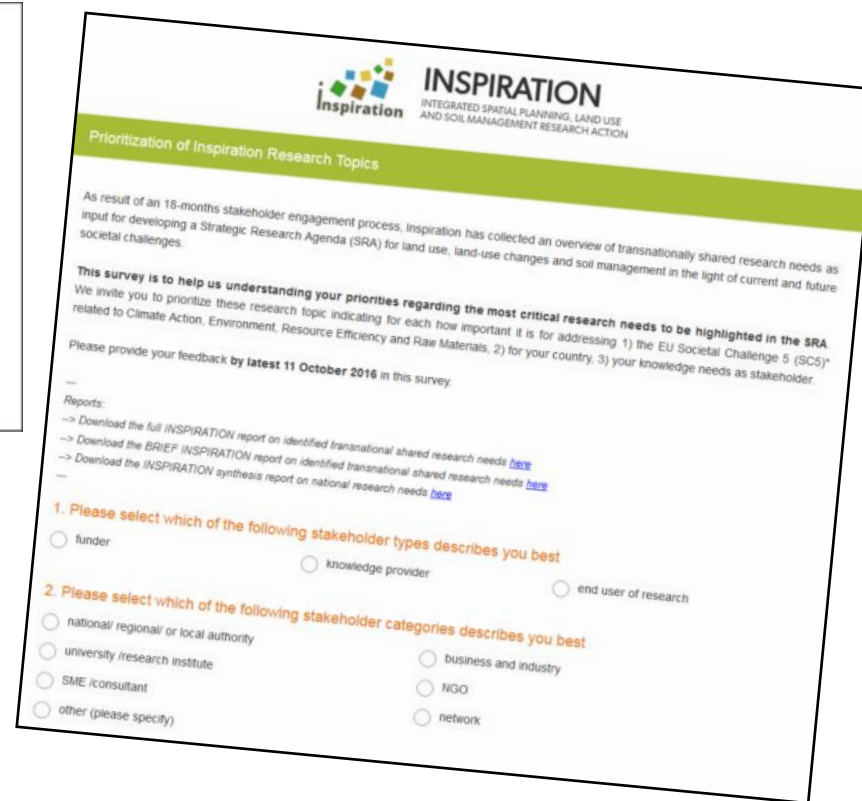 inspiration
INSPIRATION
INTEGRATED SPATIAL PLANNING, LAND USE
AND SOIL MANAGEMENT RESEARCH ACTION
Prioritization of Inspiration Research Topics
As result of an 18-months stakeholder engagement process, Inspiration has collected an overview of transnationally shared research needs as
input for developing a Strategic Research Agenda (SRA) for land use, land-use changes and soil management in the light of current and future
societal challenges.
This survey is to help us understanding your priorities regarding the most critical research needs to be highlighted in the SRA.
We invite you to prioritize these research topic indicating for each how important it is for addressing 1) the EU Societal Challenge 5 (SC5)*
related to Climate Action, Environment, Resource Efficiency and Raw Materials, 2) for your country, 3) your knowledge needs as stakeholder.
Please provide your feedback by latest 11 October 2016 in this survey.
---
Reports:
--> Download the full INSPIRATION report on identified transnational shared research needs here
--> Download the BRIEF INSPIRATION report on identified transnational shared research needs here
--> Download the INSPIRATION synthesis report on national research needs here
---
1. Please select which of the following stakeholder types describes you best
funder
knowledge provider
end user of research
2. Please select which of the following stakeholder categories describes you best
national/ regional/ or local authority
business and industry
university /research institute
NGO
SME /consultant
network
other (please specify)